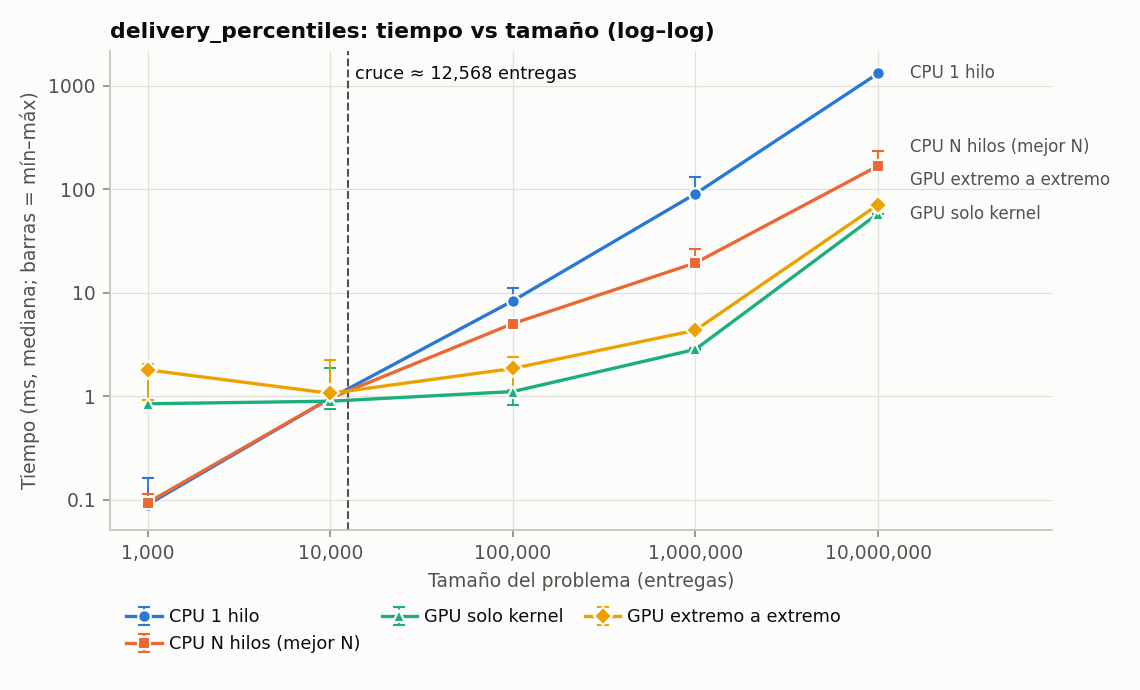 delivery_percentiles: tiempo vs tamaño (log–log)
cruce ≈ 12,568 entregas
CPU 1 hilo
CPU N hilos (mejor N)
GPU extremo a extremo
GPU solo kernel
Tiempo (ms, mediana; barras = mín–máx)
1000
100
10
1
0.1
1,000
10,000
100,000
1,000,000
10,000,000
Tamaño del problema (entregas)
CPU 1 hilo
GPU solo kernel
GPU extremo a extremo
CPU N hilos (mejor N)